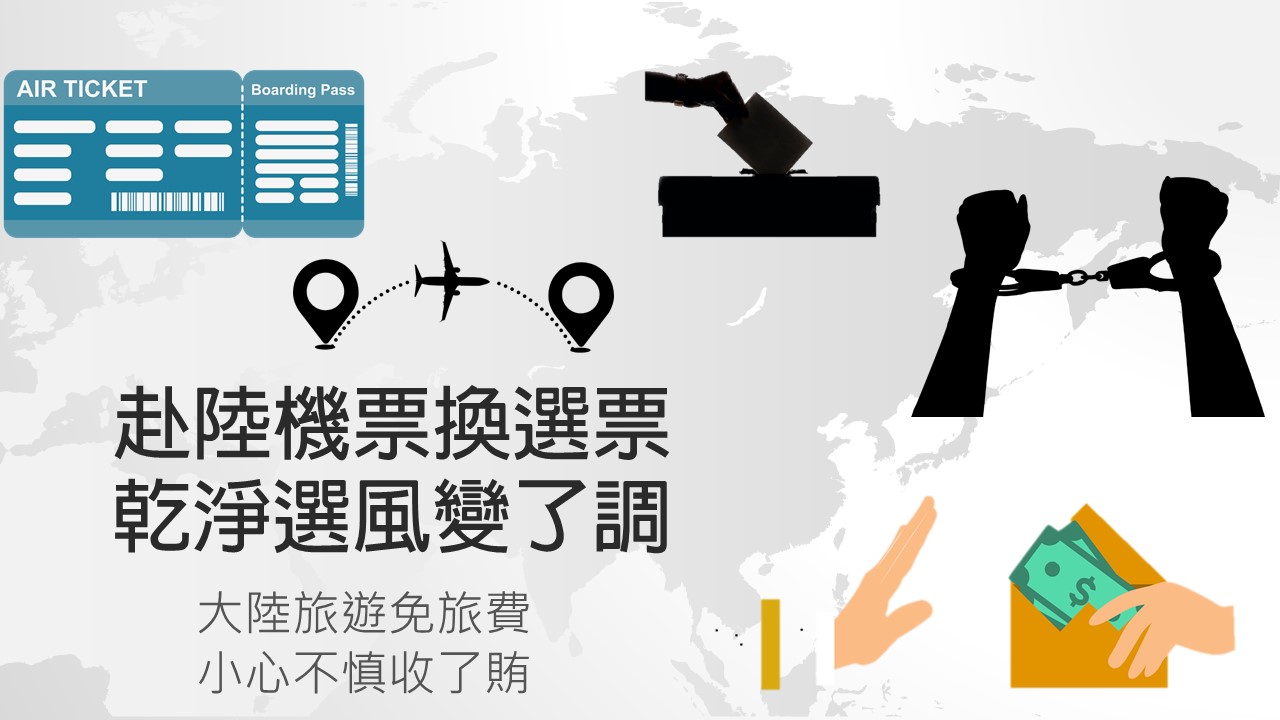 AIR TICKET
Boarding Pass
赴陸機票換選票
乾淨選風變了調
大陸旅遊免旅費
小心不慎收了賄
$